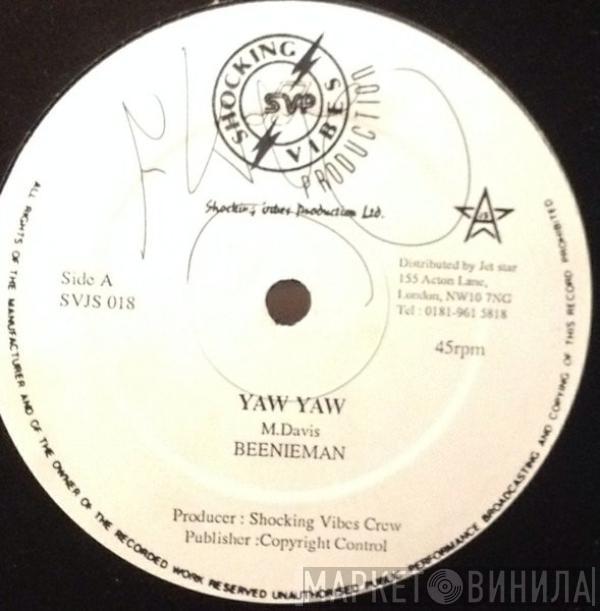 SHOCKING VIBES
SVP
PRODUCTION
Shocking Vibes Production Ltd.
JS
Side A
SVJS 018
Distributed by Jet star
155 Acton Lane,
London, NW10 7NG
Tel : 0181-961 5818
45rpm
YAW YAW
M.Davis
BEENIEMAN
Producer : Shocking Vibes Crew
Publisher :Copyright Control
ALL RIGHTS OF THE MANUFACTURER AND OF THE OWNER OF THE RECORDED WORK RESERVED UNAUTHORISED PUBLIC PERFORMANCE BROADCASTING AND COPYING OF THIS RECORD PROHIBITED
МАРКЕТ ВИНИЛА